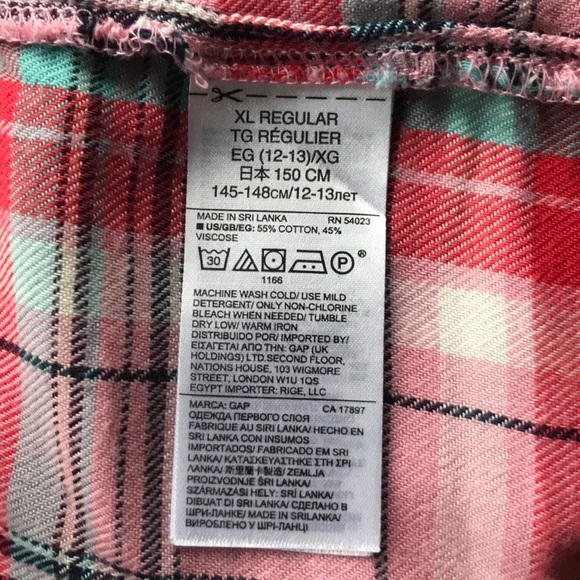 XL REGULAR
TG RÉGULIER
EG (12-13)/XG
日本 150 CM
145-148СМ/12-13лет
MADE IN SRI LANKA RN 54023
■ US/GB/EG: 55% COTTON, 45%
VISCOSE
30 P
1166
MACHINE WASH COLD/ USE MILD
DETERGENT/ ONLY NON-CHLORINE
BLEACH WHEN NEEDED/ TUMBLE
DRY LOW/ WARM IRON
DISTRIBUIDO POR/ IMPORTED BY/
ΕΙΣΑΓΕΤΑΙ ΑΠΟ ΤΗΝ: GAP (UK
HOLDINGS) LTD.SECOND FLOOR,
NATIONS HOUSE, 103 WIGMORE
STREET, LONDON W1U 1QS
EGYPT IMPORTER: RIGE, LLC
MARCA: GAP CA 17897
ОДЕЖДА ПЕРВОГО СЛОЯ
FABRIQUE AU SRI LANKA/ HECHO EN
SRI LANKA CON INSUMOS
IMPORTADOS/ FABRICADO EM SRI
LANKA/ ΚΑΤΑΣΚΕΥΑΣΤΗΚΕ ΣΤΗ ΣΡΙ
ΛΑΝΚΑ/ 斯里蘭卡製造/ ZEMLJA
PROIZVODNJE ŠRI LANKA/
SZÁRMAZÁSI HELY: SRÍ LANKA/
DIBUAT DI SRI LANKA/ СДЕЛАНО В
ШРИ-ЛАНКЕ/ MADE IN SRILANKA/
ВИРОБЛЕНО У ШРІ-ЛАНЦІ